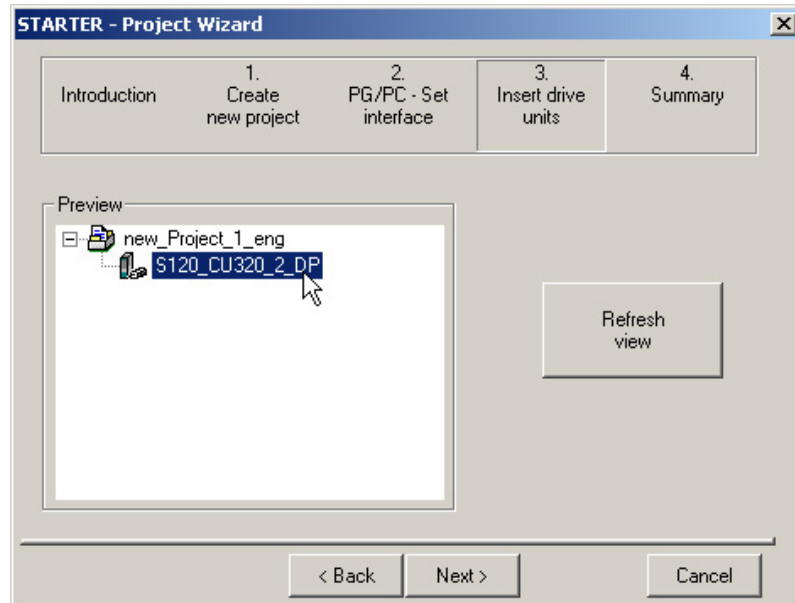 STARTER - Project Wizard
Introduction
1.
Create
new project
2.
PG/PC - Set
interface
3.
Insert drive
units
4.
Summary
Preview
new_Project_1_eng
S120_CU320_2_DP
Refresh
view
< Back
Next >
Cancel